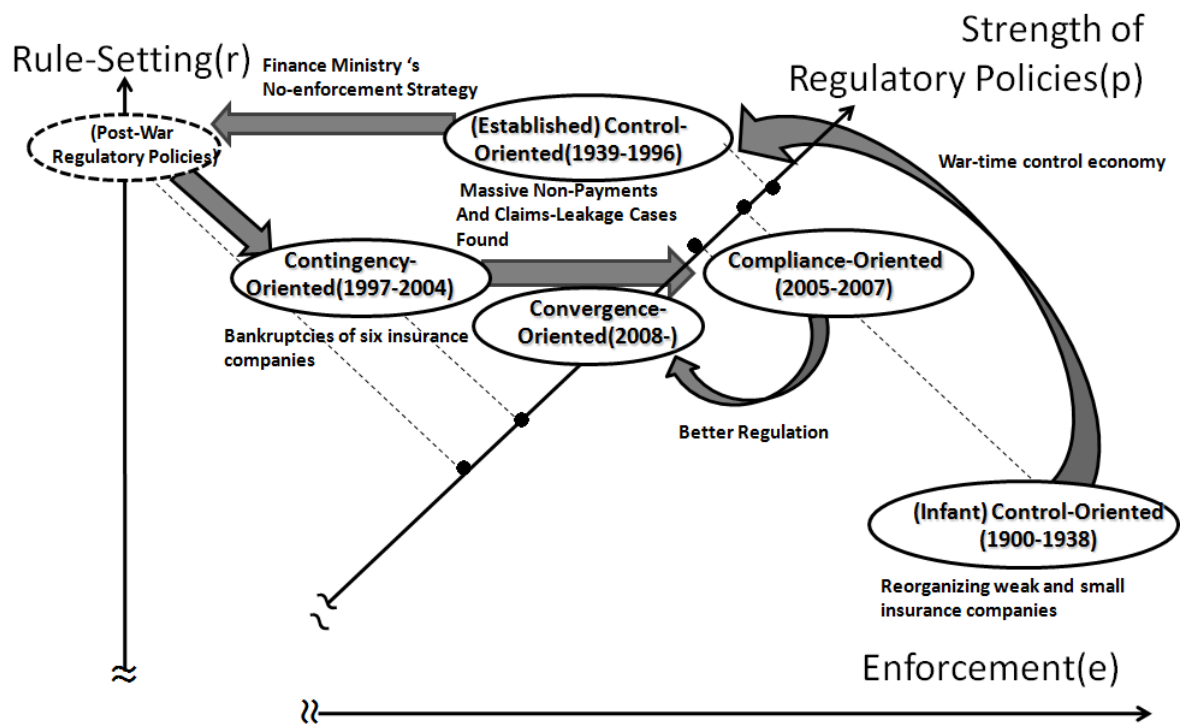 Rule-Setting(r)
Finance Ministry ‘s
No-enforcement Strategy
Strength of
Regulatory Policies(p)
(Post-War
Regulatory Policies)
(Established) Control-
Oriented(1939-1996)
War-time control economy
Massive Non-Payments
And Claims-Leakage Cases
Found
Contingency-
Oriented(1997-2004)
Compliance-Oriented
(2005-2007)
Convergence-
Oriented(2008-)
Bankruptcies of six insurance
companies
Better Regulation
(Infant) Control-Oriented
(1900-1938)
Reorganizing weak and small
insurance companies
Enforcement(e)